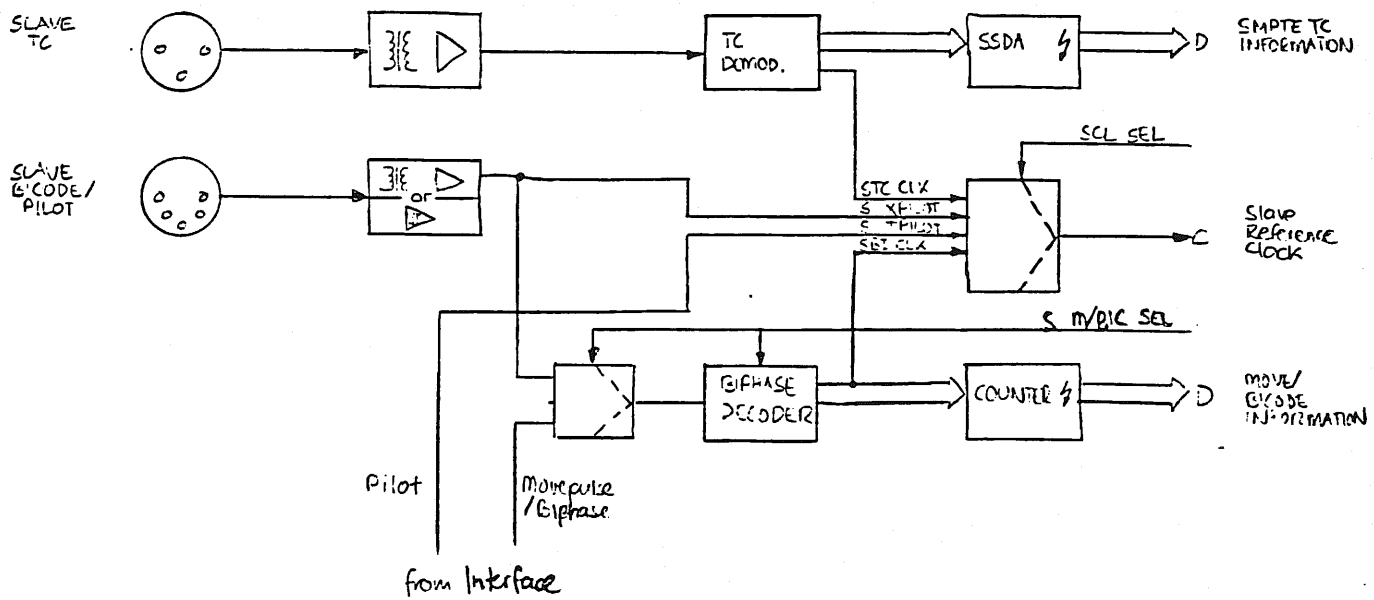 SLAVE
TC
TC
DEMOD.
SSDA
D
SMPTE TC
INFORMATION
SCL SEL
SLAVE
BICODE/
PILOT
or
STC CLK
S XPILOT
S TPILOT
SBI CLK
C
Slave
Reference
Clock
S M/BIC SEL
BIPHASE
DECODER
COUNTER
D
MOVE/
BICODE
INFORMATION
Pilot
Movepulse
/Biphase
from Interface